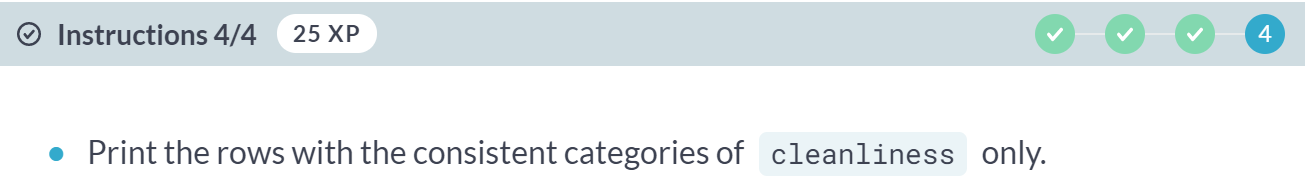 Instructions 4/4 25 XP 4
Print the rows with the consistent categories of cleanliness only.